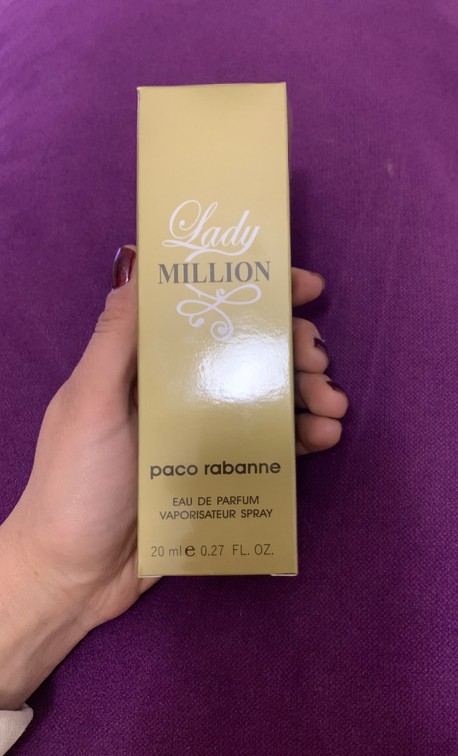 Lady
MILLION
paco rabanne
EAU DE PARFUM
VAPORISATEUR SPRAY
20 ml e 0.27 FL. OZ.